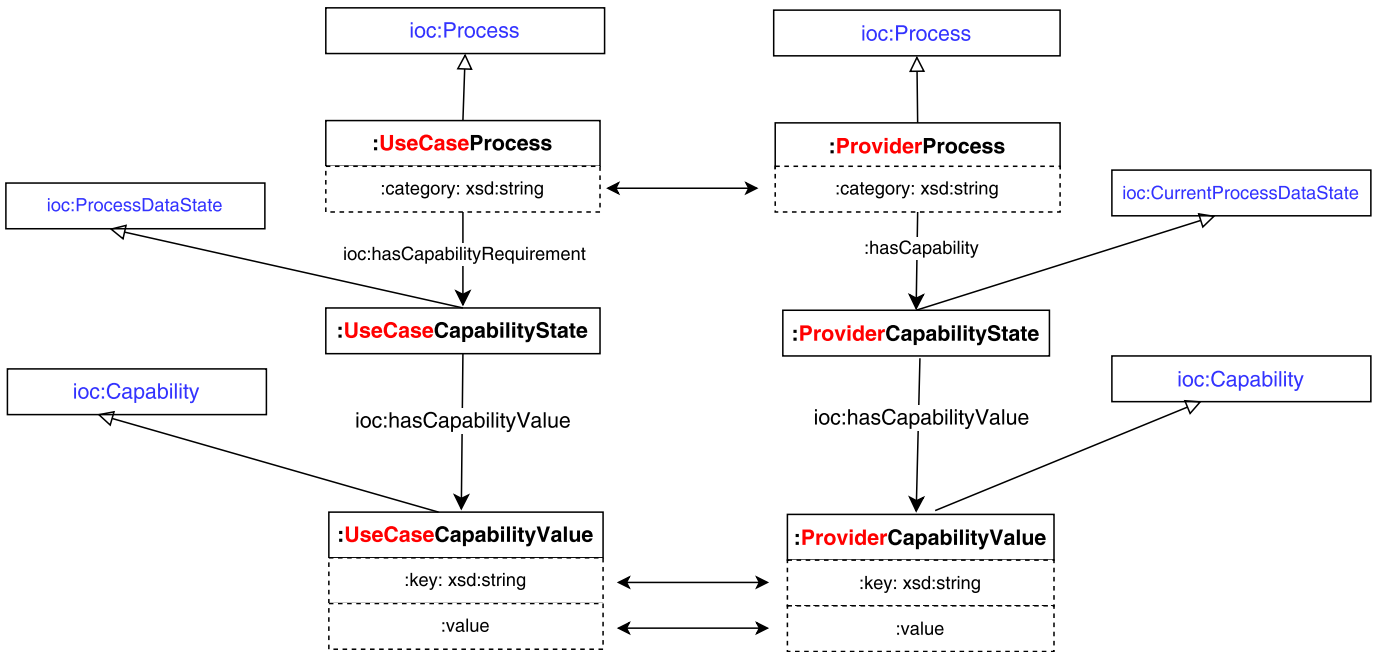 ioc:Process
ioc:Process
:UseCaseProcess
:ProviderProcess
:category: xsd:string
:category: xsd:string
ioc:ProcessDataState
ioc:CurrentProcessDataState
ioc:hasCapabilityRequirement
:hasCapability
:UseCaseCapabilityState
:ProviderCapabilityState
ioc:Capability
ioc:Capability
ioc:hasCapabilityValue
ioc:hasCapabilityValue
:UseCaseCapabilityValue
:ProviderCapabilityValue
:key: xsd:string
:key: xsd:string
:value
:value